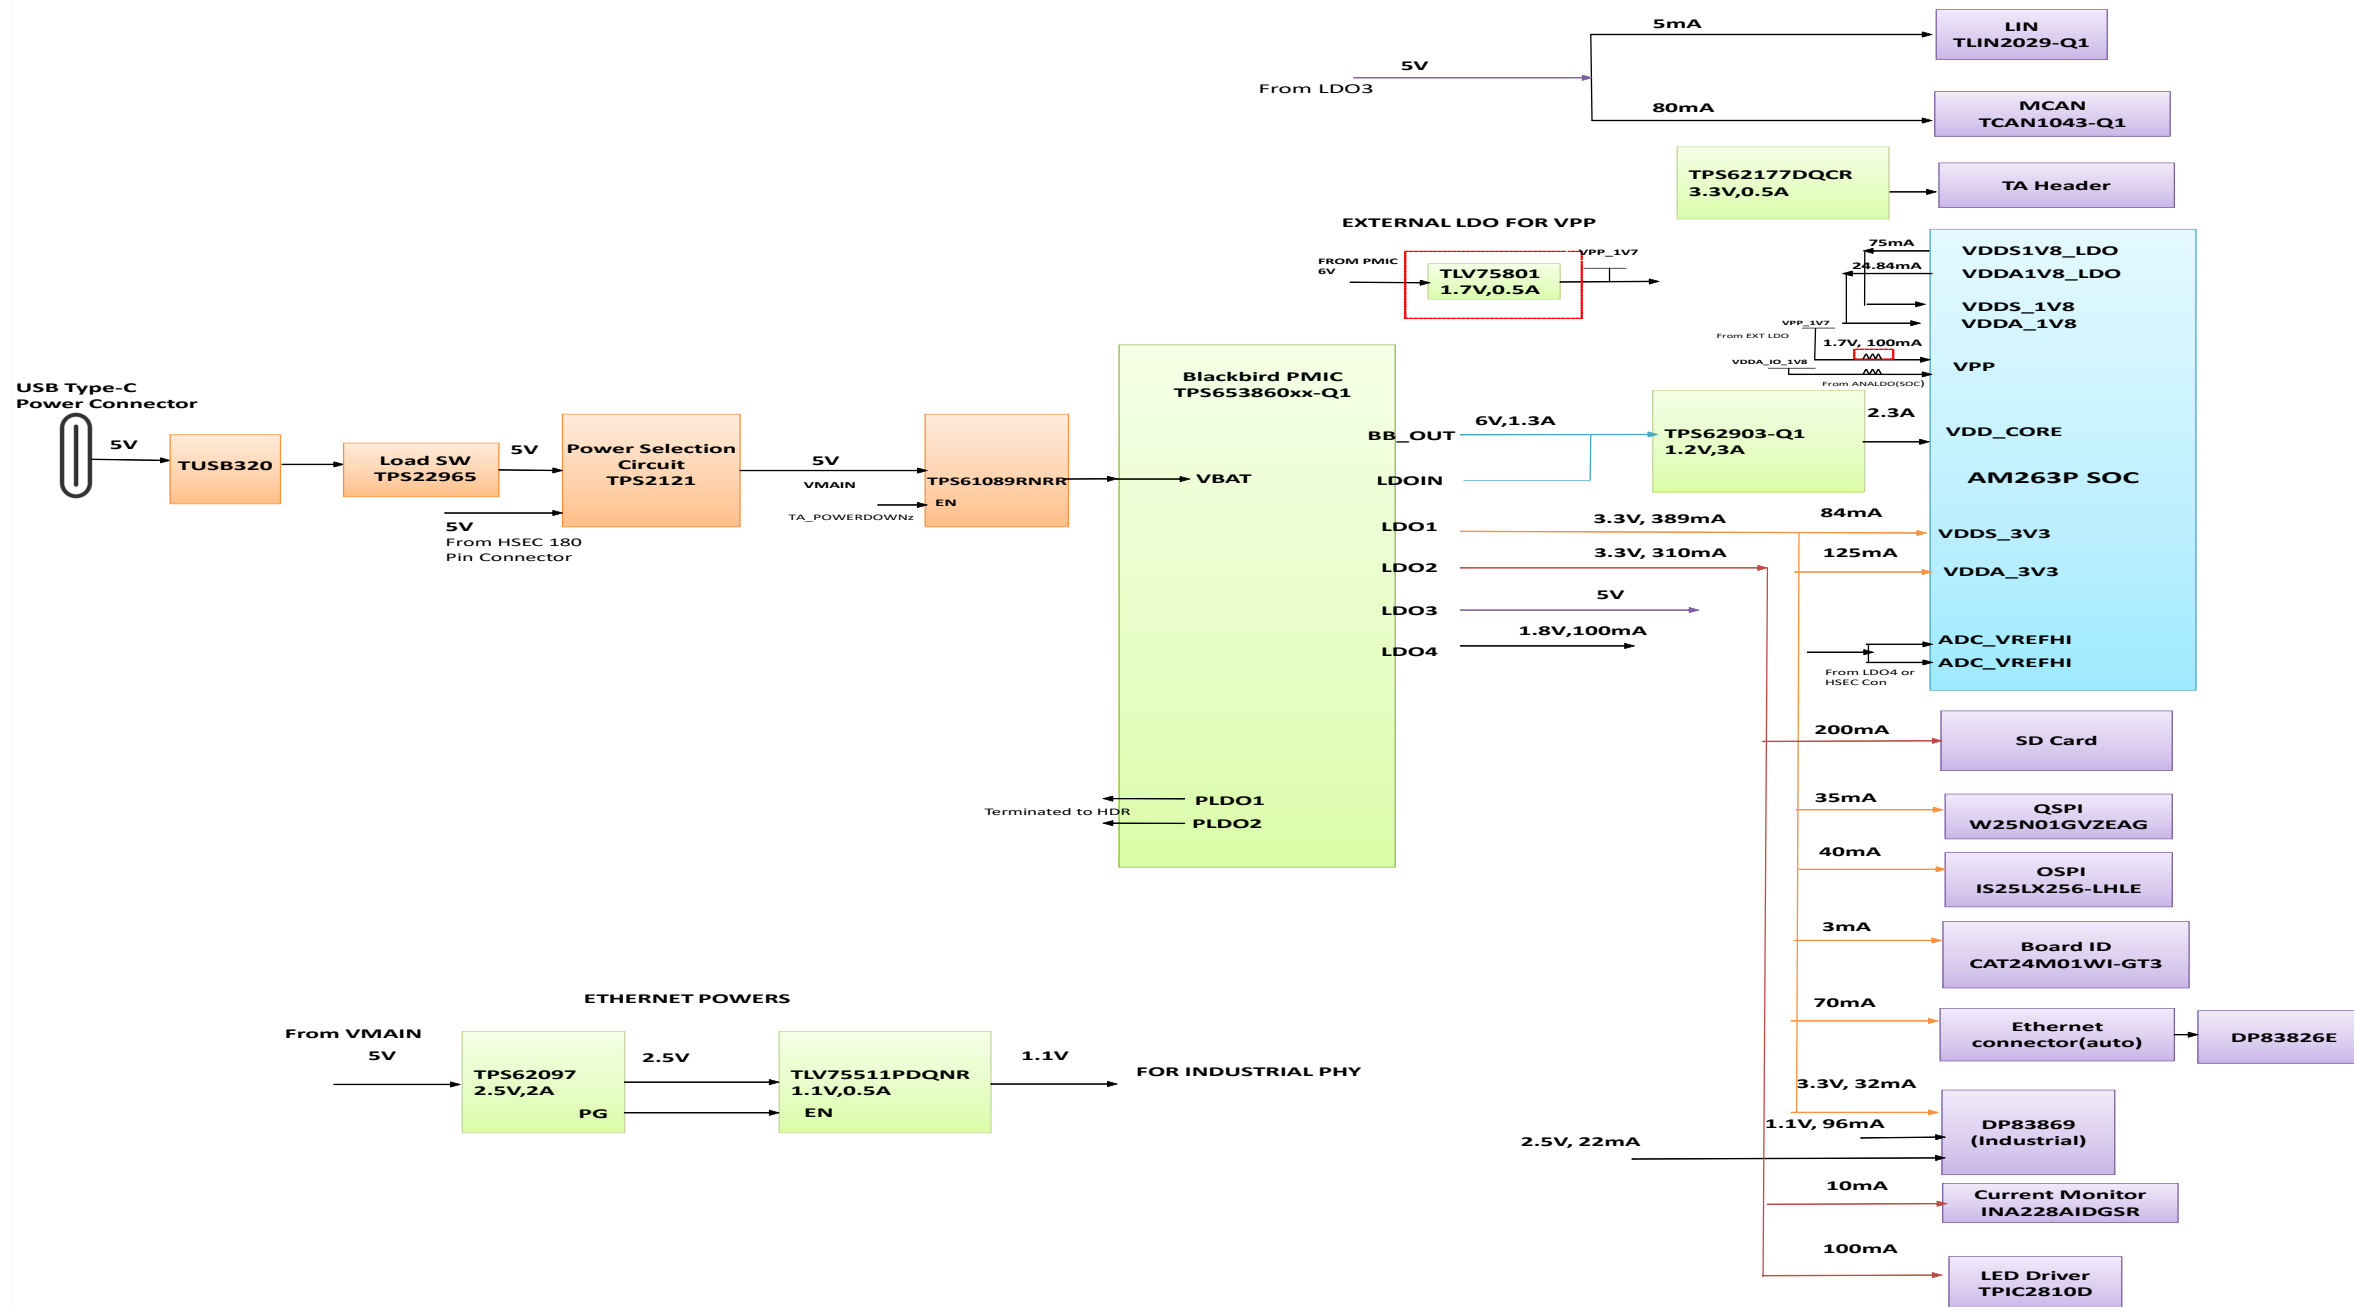 5mA
LIN
TLIN2029-Q1
5V
From LDO3
80mA
MCAN
TCAN1043-Q1
TPS62177DQCR
3.3V,0.5A
TA Header
EXTERNAL LDO FOR VPP
FROM PMIC
6V
TLV75801
1.7V,0.5A
VPP_1V7
75mA
VDDS1V8_LDO
24.84mA
VDDA1V8_LDO
VDDS_1V8
VDDA_1V8
VPP_1V7
From EXT LDO
1.7V, 100mA
VDDA_IO_1V8
VPP
From ANALDO(SOC)
USB Type-C
Power Connector
5V
TUSB320
Load SW
TPS22965
5V
Power Selection
Circuit
TPS2121
5V
From HSEC 180
Pin Connector
5V
VMAIN
TA_POWERDOWNz
TPS61089RNRR
EN
Blackbird PMIC
TPS653860xx-Q1
VBAT
BB_OUT
6V,1.3A
LDOIN
TPS62903-Q1
1.2V,3A
2.3A
VDD_CORE
AM263P SOC
LDO1
3.3V, 389mA
84mA
VDDS_3V3
LDO2
3.3V, 310mA
125mA
VDDA_3V3
LDO3
5V
LDO4
1.8V,100mA
ADC_VREFHI
ADC_VREFHI
From LDO4 or
HSEC Con
PLDO1
Terminated to HDR
PLDO2
200mA
SD Card
35mA
QSPI
W25N01GVZEAG
40mA
OSPI
IS25LX256-LHLE
3mA
Board ID
CAT24M01WI-GT3
70mA
Ethernet
connector(auto)
DP83826E
3.3V, 32mA
1.1V, 96mA
2.5V, 22mA
DP83869
(Industrial)
10mA
Current Monitor
INA228AIDGSR
100mA
LED Driver
TPIC2810D
ETHERNET POWERS
From VMAIN
5V
TPS62097
2.5V,2A
PG
2.5V
TLV75511PDQNR
1.1V,0.5A
EN
1.1V
FOR INDUSTRIAL PHY